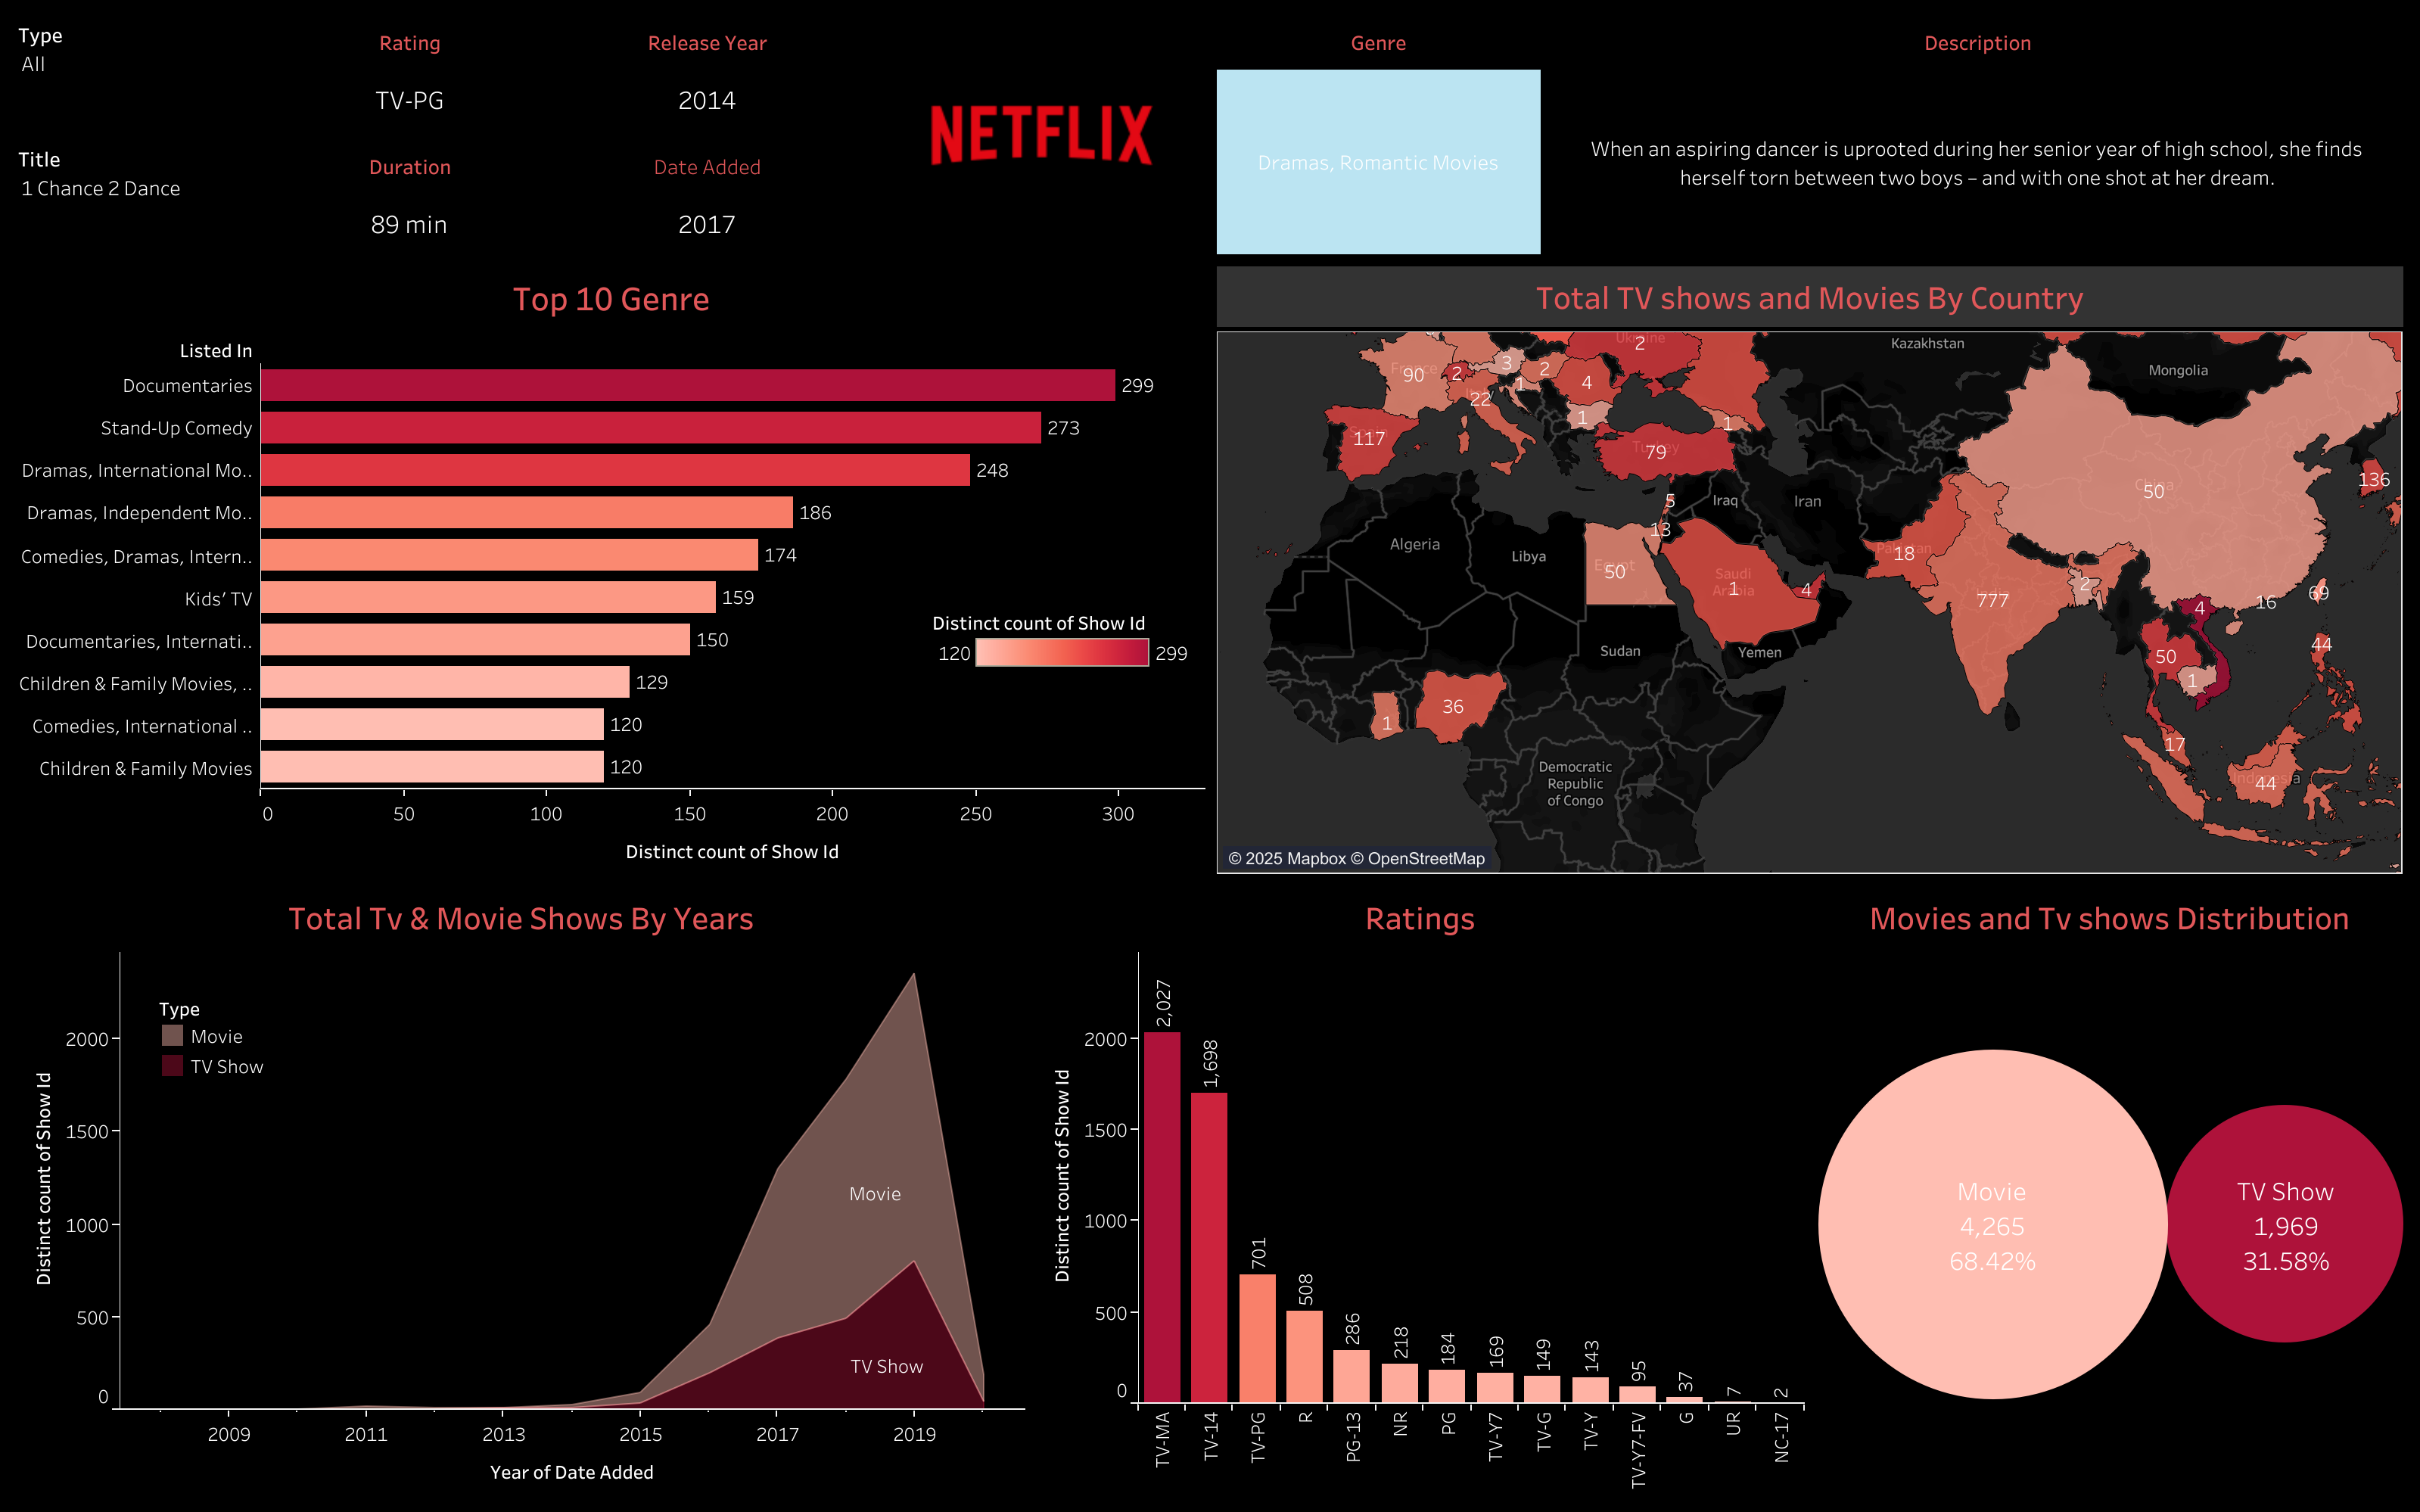 Type
All
Title
1 Chance 2 Dance
Rating
TV-PG
Release Year
2014
Duration
89 min
Date Added
2017
NETFLIX
Genre
Dramas, Romantic Movies
Description
When an aspiring dancer is uprooted during her senior year of high school, she finds
herself torn between two boys – and with one shot at her dream.
Top 10 Genre
Listed In
Documentaries 299
Stand-Up Comedy 273
Dramas, International Mo.. 248
Dramas, Independent Mo.. 186
Comedies, Dramas, Intern.. 174
Kids' TV 159
Documentaries, Internati.. 150
Children & Family Movies, .. 129
Comedies, International .. 120
Children & Family Movies 120
Distinct count of Show Id
120 299
0 50 100 150 200 250 300
Distinct count of Show Id
Total TV shows and Movies By Country
Ukraine
2
Kazakhstan
Mongolia
France
90
2
3
2
1
4
22
1
1
Spain
117
Turkey
79
China
50
136
5
Iraq
Iran
13
Algeria
Libya
Egypt
50
Saudi
Arabia
1
4
Pakistan
18
India
777
2
16
69
4
44
Sudan
Yemen
50
1
1
36
17
Indonesia
44
Democratic
Republic
of Congo
© 2025 Mapbox © OpenStreetMap
Total Tv & Movie Shows By Years
Type
Movie
TV Show
Distinct count of Show Id
2000
1500
1000
500
0
Movie
TV Show
2009 2011 2013 2015 2017 2019
Year of Date Added
Ratings
Distinct count of Show Id
2000
1500
1000
500
0
2,027
1,698
701
508
286
218
184
169
149
143
95
37
7
2
TV-MA
TV-14
TV-PG
R
PG-13
NR
PG
TV-Y7
TV-G
TV-Y
TV-Y7-FV
G
UR
NC-17
Movies and Tv shows Distribution
Movie
4,265
68.42%
TV Show
1,969
31.58%